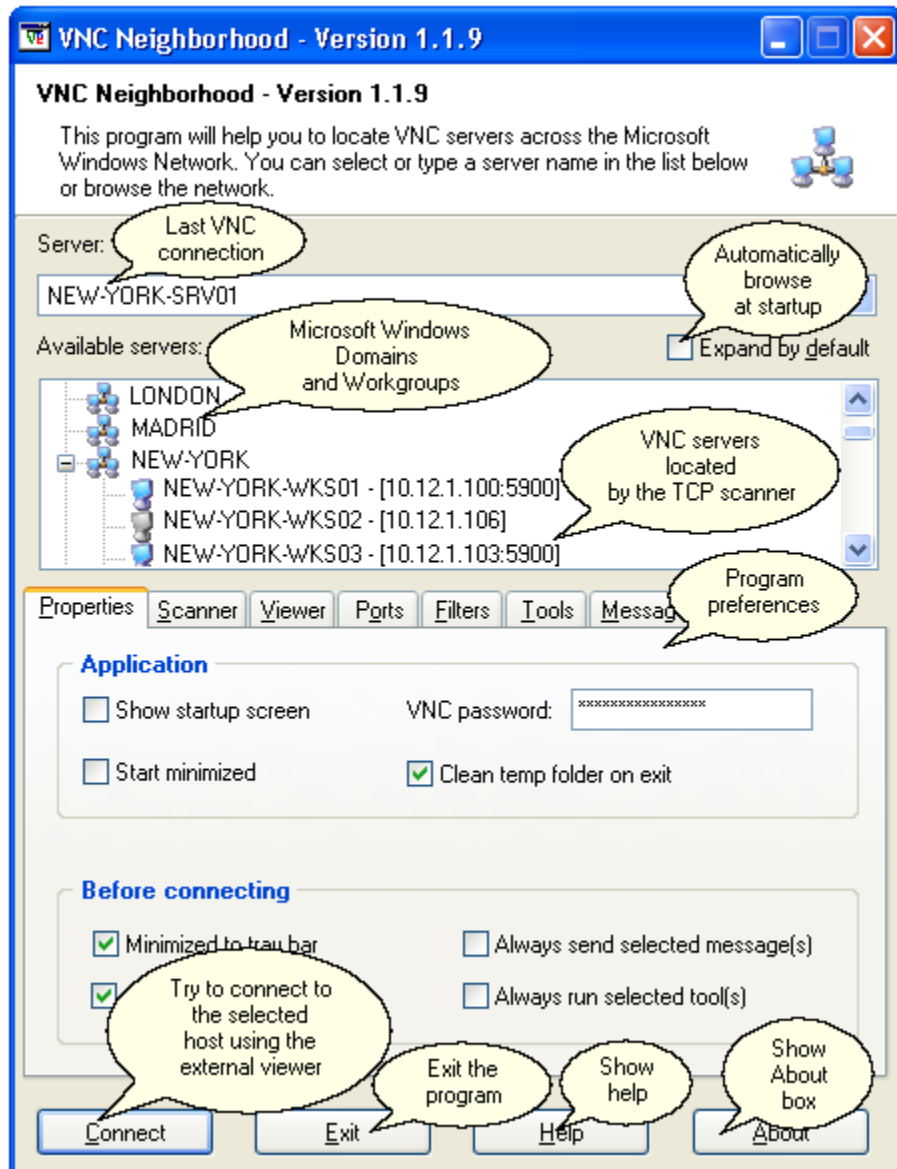 VNC Neighborhood - Version 1.1.9
VNC Neighborhood - Version 1.1.9
This program will help you to locate VNC servers across the Microsoft
Windows Network. You can select or type a server name in the list below
or browse the network.
Server:
Last VNC
connection
Automatically
browse
at startup
NEW-YORK-SRV01
Available servers:
Microsoft Windows
Domains
and Workgroups
Expand by default
LONDON
MADRID
NEW-YORK
NEW-YORK-WKS01 - [10.12.1.100:5900]
NEW-YORK-WKS02 - [10.12.1.106]
NEW-YORK-WKS03 - [10.12.1.103:5900]
VNC servers
located
by the TCP scanner
Program
preferences
Properties Scanner Viewer Ports Filters Tools Messag
Application
Show startup screen VNC password: ****************
Start minimized Clean temp folder on exit
Before connecting
Minimized to tray bar Always send selected message(s)
Always run selected tool(s)
Try to connect to
the selected
host using the
external viewer
Exit the
program
Show
help
Show
About
box
Connect Exit Help About